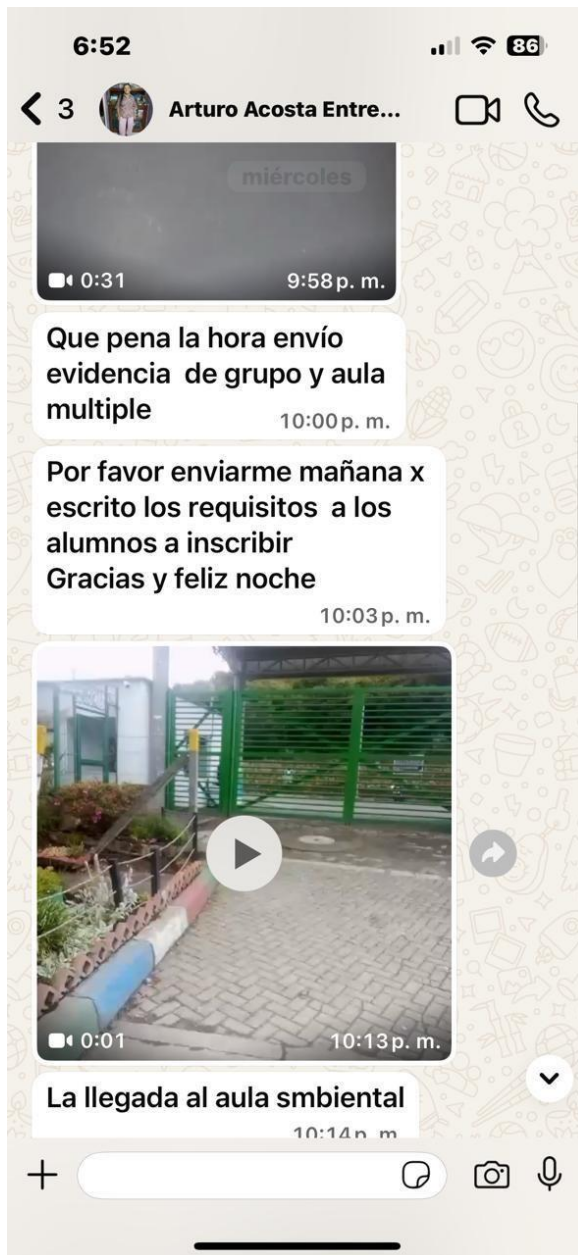 6:52
86
3
Arturo Acosta Entre...
miércoles
0:31
9:58 p. m.
Que pena la hora envío
evidencia de grupo y aula
multiple
10:00 p. m.
Por favor enviarme mañana x
escrito los requisitos a los
alumnos a inscribir
Gracias y feliz noche
10:03 p. m.
0:01
10:13 p. m.
La llegada al aula smbiental
10:14 p. m.